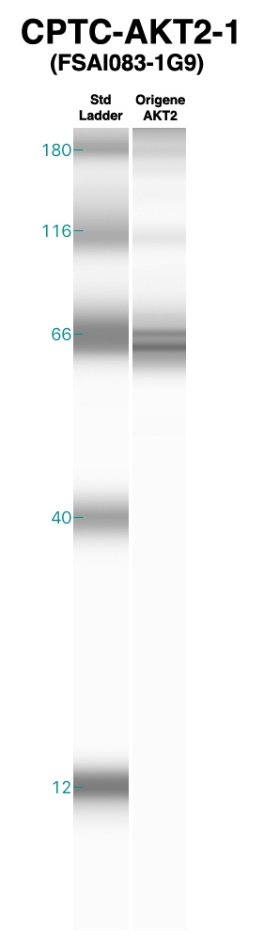 CPTC-AKT2-1
(FSAI083-1G9)
Std Origene
Ladder AKT2
180
116
66
40
12